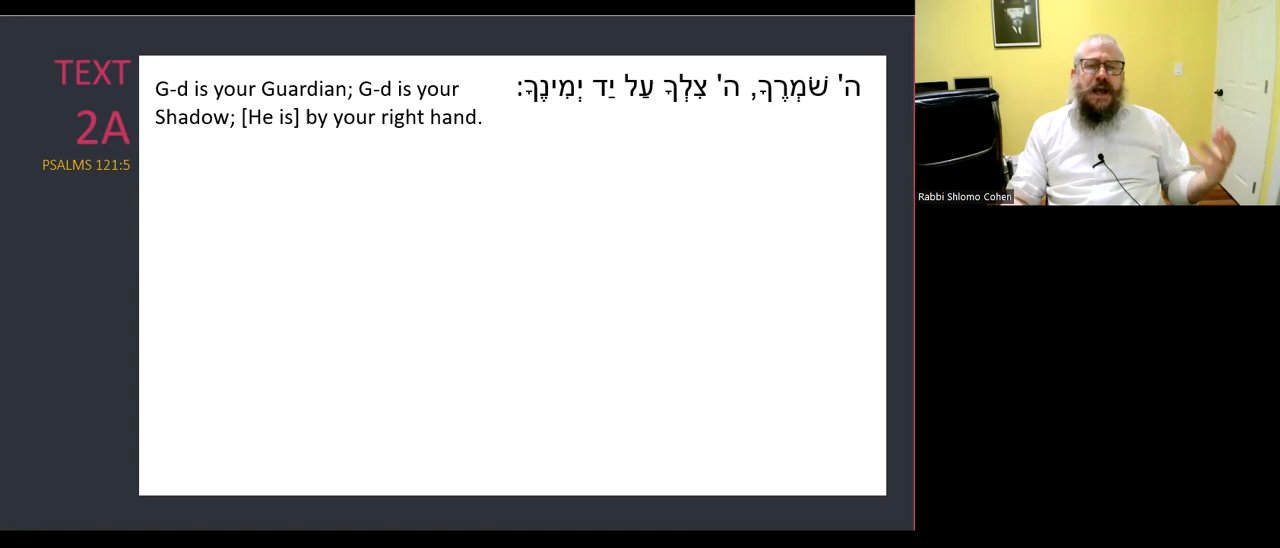 TEXT
2A
PSALMS 121:5
G-d is your Guardian; G-d is your
Shadow; [He is] by your right hand.
ה' שֹׁמְרֶךָ, ה' צִלְּךָ עַל יַד יְמִינֶךָ:
Rabbi Shlomo Cohen